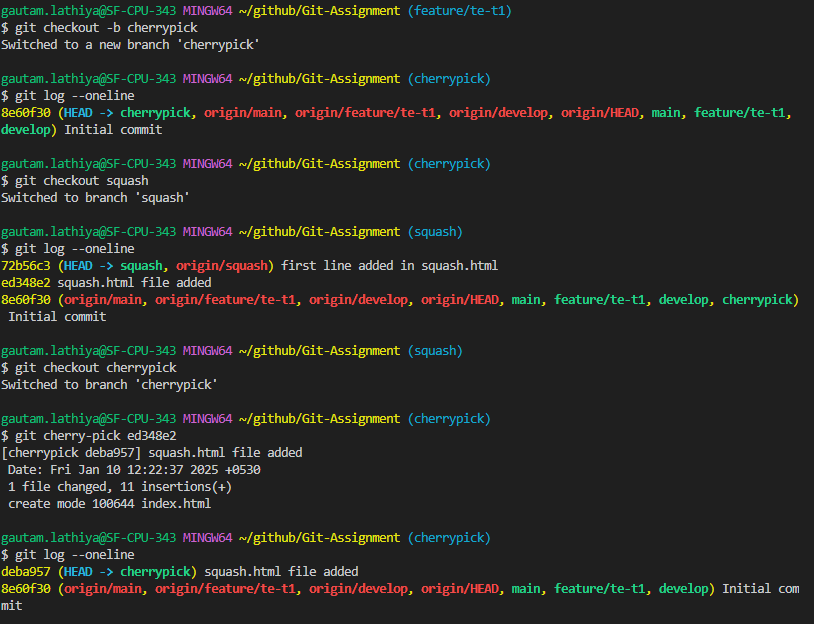 gautam.lathiya@SF-CPU-343 MINGW64 ~/github/Git-Assignment (feature/te-t1)
$ git checkout -b cherrypick
Switched to a new branch 'cherrypick'
gautam.lathiya@SF-CPU-343 MINGW64 ~/github/Git-Assignment (cherrypick)
$ git log --oneline
8e60f30 (HEAD -> cherrypick, origin/main, origin/feature/te-t1, origin/develop, origin/HEAD, main, feature/te-t1,
develop) Initial commit
gautam.lathiya@SF-CPU-343 MINGW64 ~/github/Git-Assignment (cherrypick)
$ git checkout squash
Switched to branch 'squash'
gautam.lathiya@SF-CPU-343 MINGW64 ~/github/Git-Assignment (squash)
$ git log --oneline
72b56c3 (HEAD -> squash, origin/squash) first line added in squash.html
ed348e2 squash.html file added
8e60f30 (origin/main, origin/feature/te-t1, origin/develop, origin/HEAD, main, feature/te-t1, develop, cherrypick)
Initial commit
gautam.lathiya@SF-CPU-343 MINGW64 ~/github/Git-Assignment (squash)
$ git checkout cherrypick
Switched to branch 'cherrypick'
gautam.lathiya@SF-CPU-343 MINGW64 ~/github/Git-Assignment (cherrypick)
$ git cherry-pick ed348e2
[cherrypick deba957] squash.html file added
Date: Fri Jan 10 12:22:37 2025 +0530
1 file changed, 11 insertions(+)
create mode 100644 index.html
gautam.lathiya@SF-CPU-343 MINGW64 ~/github/Git-Assignment (cherrypick)
$ git log --oneline
deba957 (HEAD -> cherrypick) squash.html file added
8e60f30 (origin/main, origin/feature/te-t1, origin/develop, origin/HEAD, main, feature/te-t1, develop) Initial com
mit